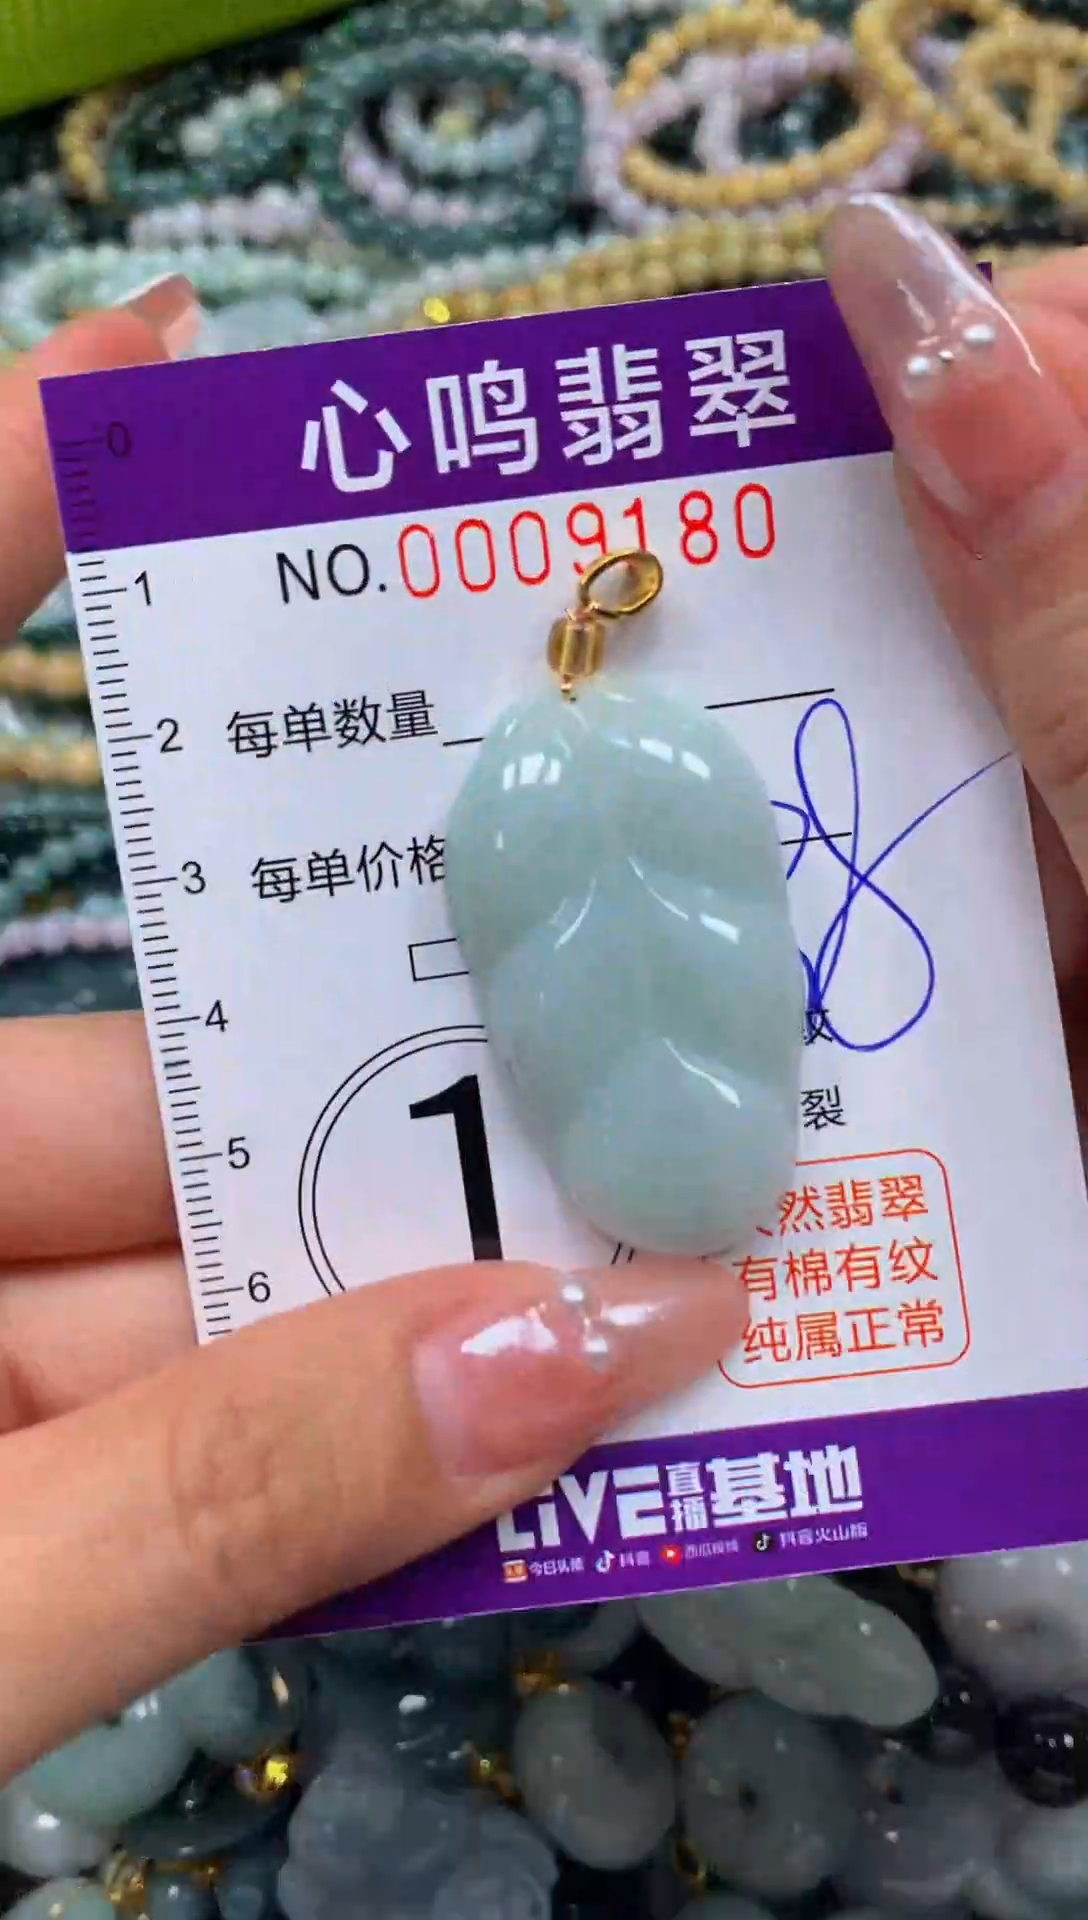 心鸣翡翠
NO.0009180
0
1
2
3
4
5
6
每单数量
每单价格
1
裂
然翡翠
有棉有纹
纯属正常
LIVE直播基地
今日头条 抖音 西瓜视频 抖音火山版